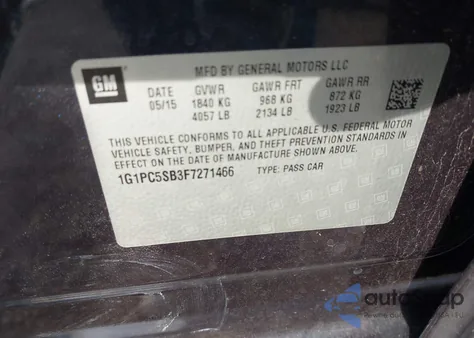 GM
MFD BY GENERAL MOTORS LLC
DATE GVWR GAWR FRT GAWR RR
05/15 1840 KG 968 KG 872 KG
4057 LB 2134 LB 1923 LB
THIS VEHICLE CONFORMS TO ALL APPLICABLE U.S. FEDERAL MOTOR
VEHICLE SAFETY, BUMPER, AND THEFT PREVENTION STANDARDS IN
EFFECT ON THE DATE OF MANUFACTURE SHOWN ABOVE.
1G1PC5SB3F7271466 TYPE: PASS CAR